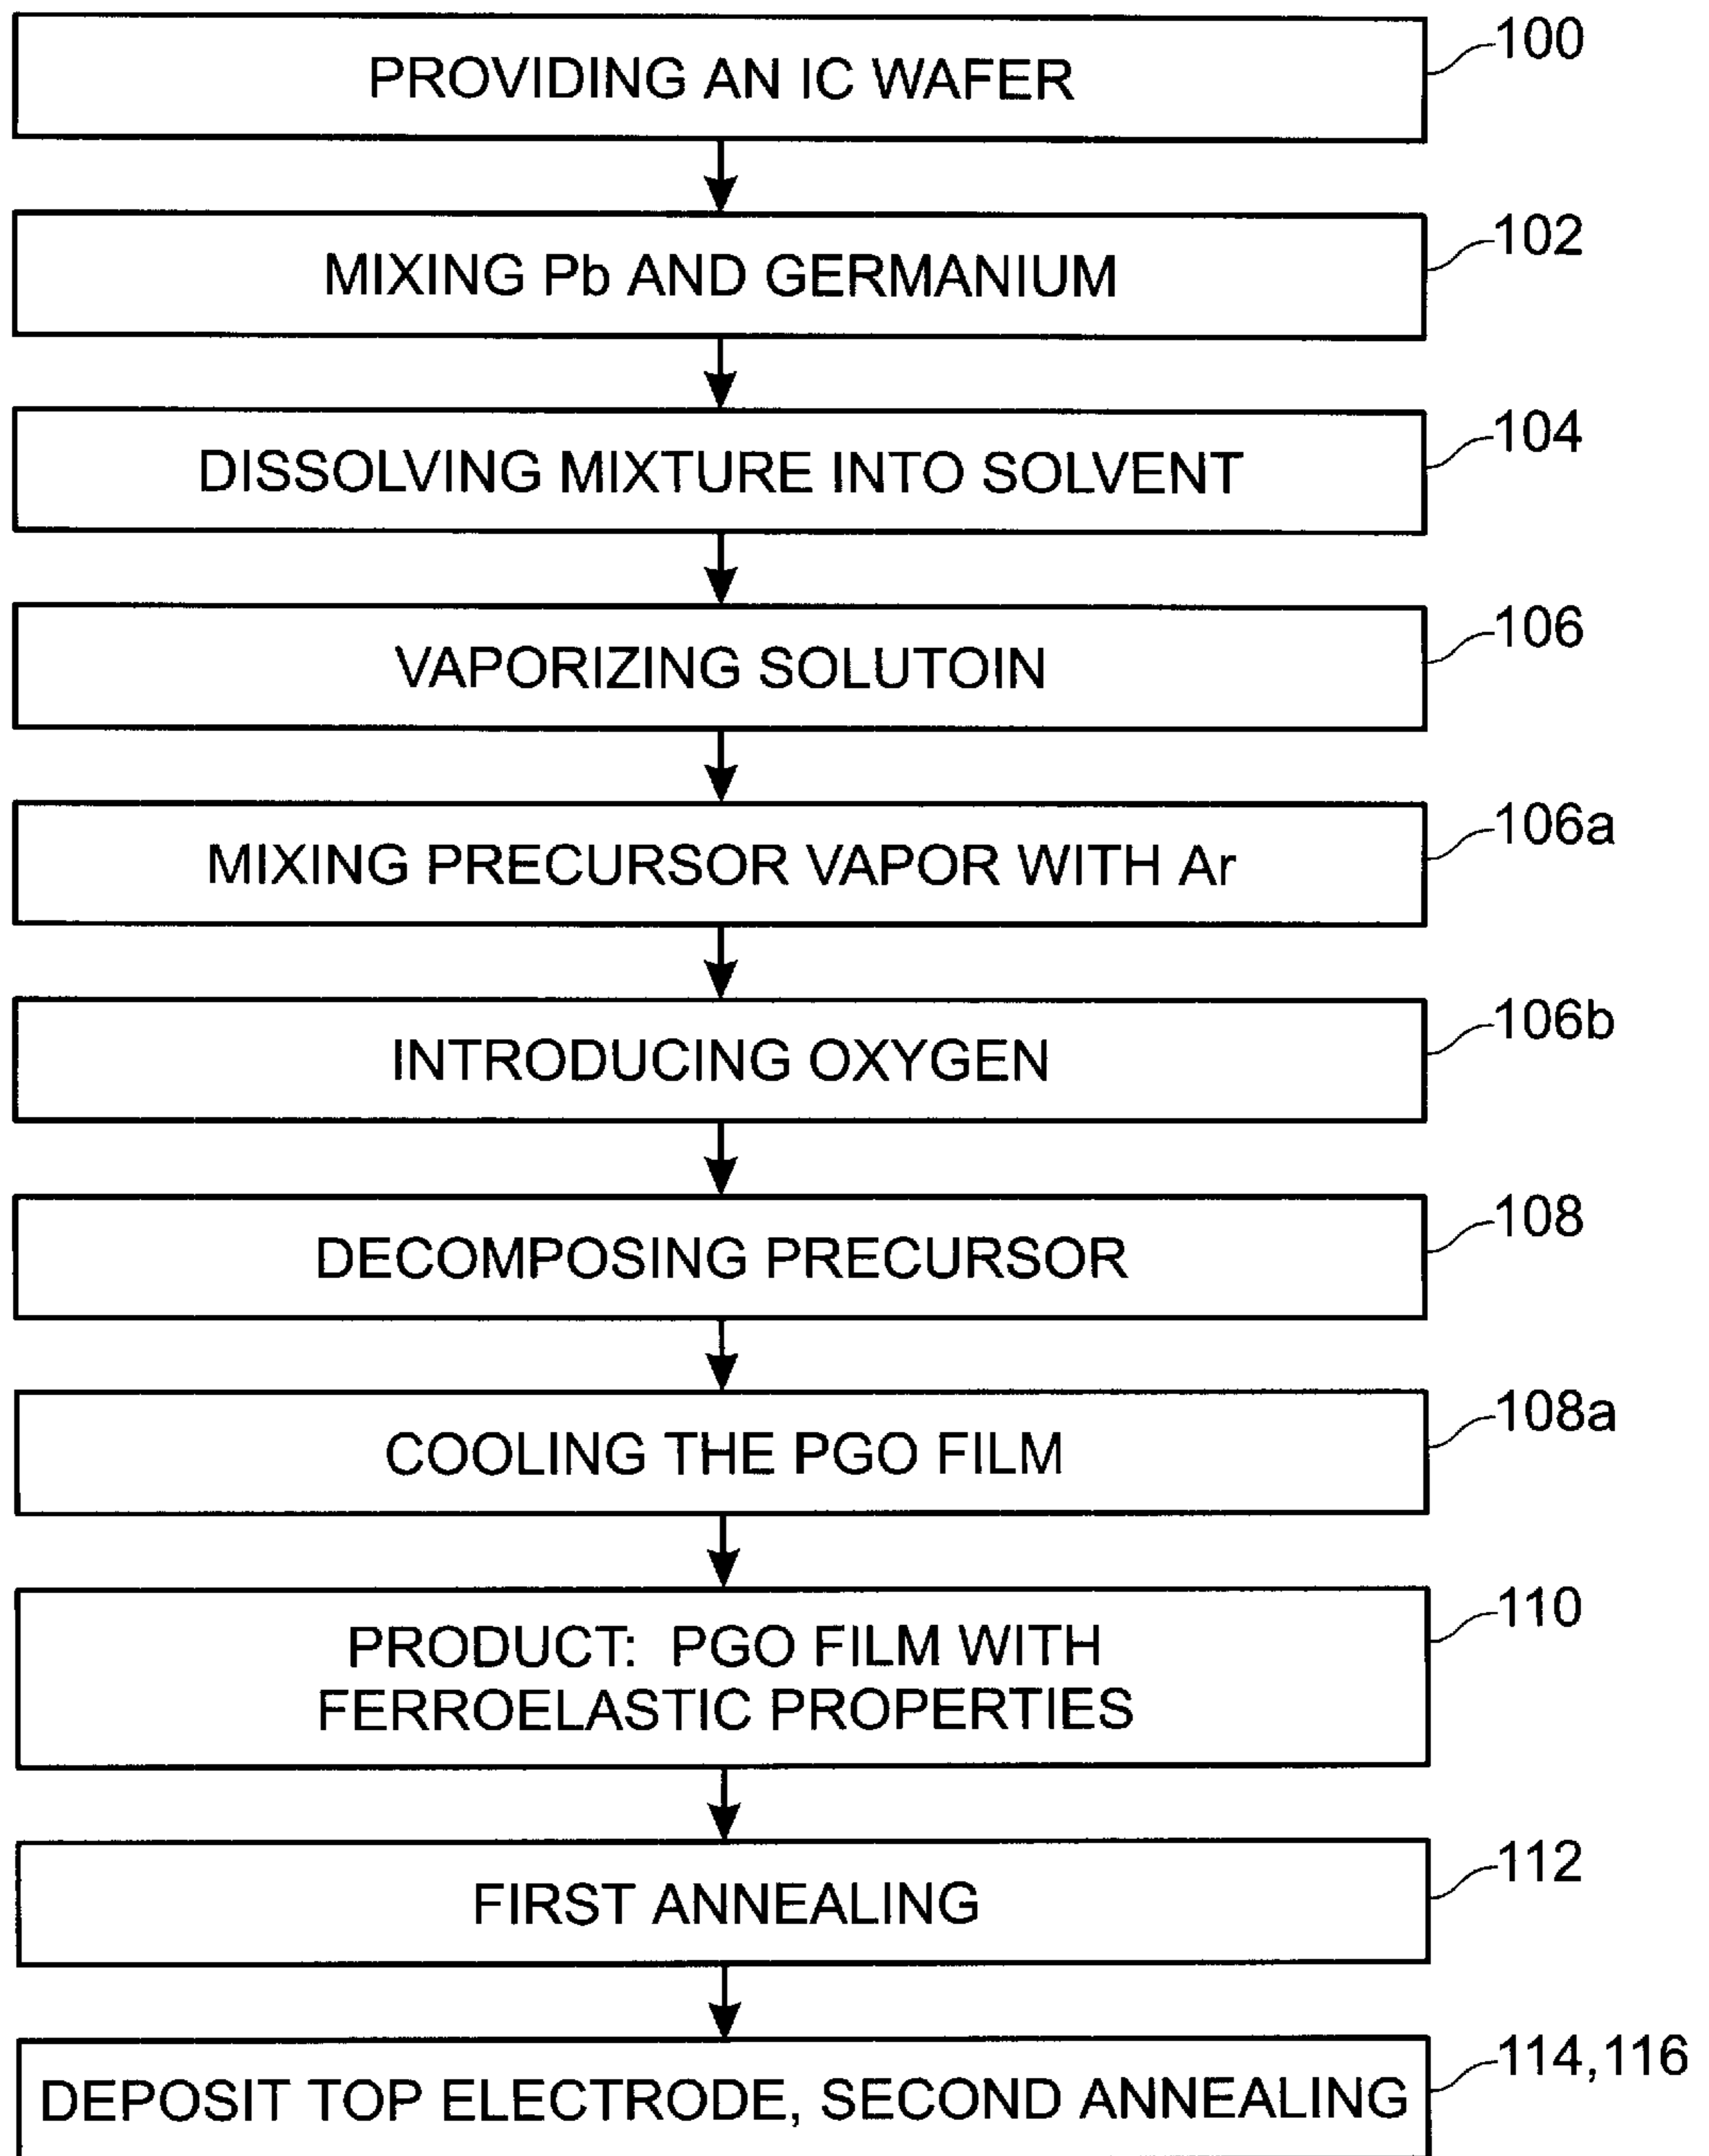 PROVIDING AN IC WAFER
100
MIXING Pb AND GERMANIUM
102
DISSOLVING MIXTURE INTO SOLVENT
104
VAPORIZING SOLUTOIN
106
MIXING PRECURSOR VAPOR WITH Ar
106a
INTRODUCING OXYGEN
106b
DECOMPOSING PRECURSOR
108
COOLING THE PGO FILM
108a
PRODUCT: PGO FILM WITH
FERROELASTIC PROPERTIES
110
FIRST ANNEALING
112
DEPOSIT TOP ELECTRODE, SECOND ANNEALING
114,116